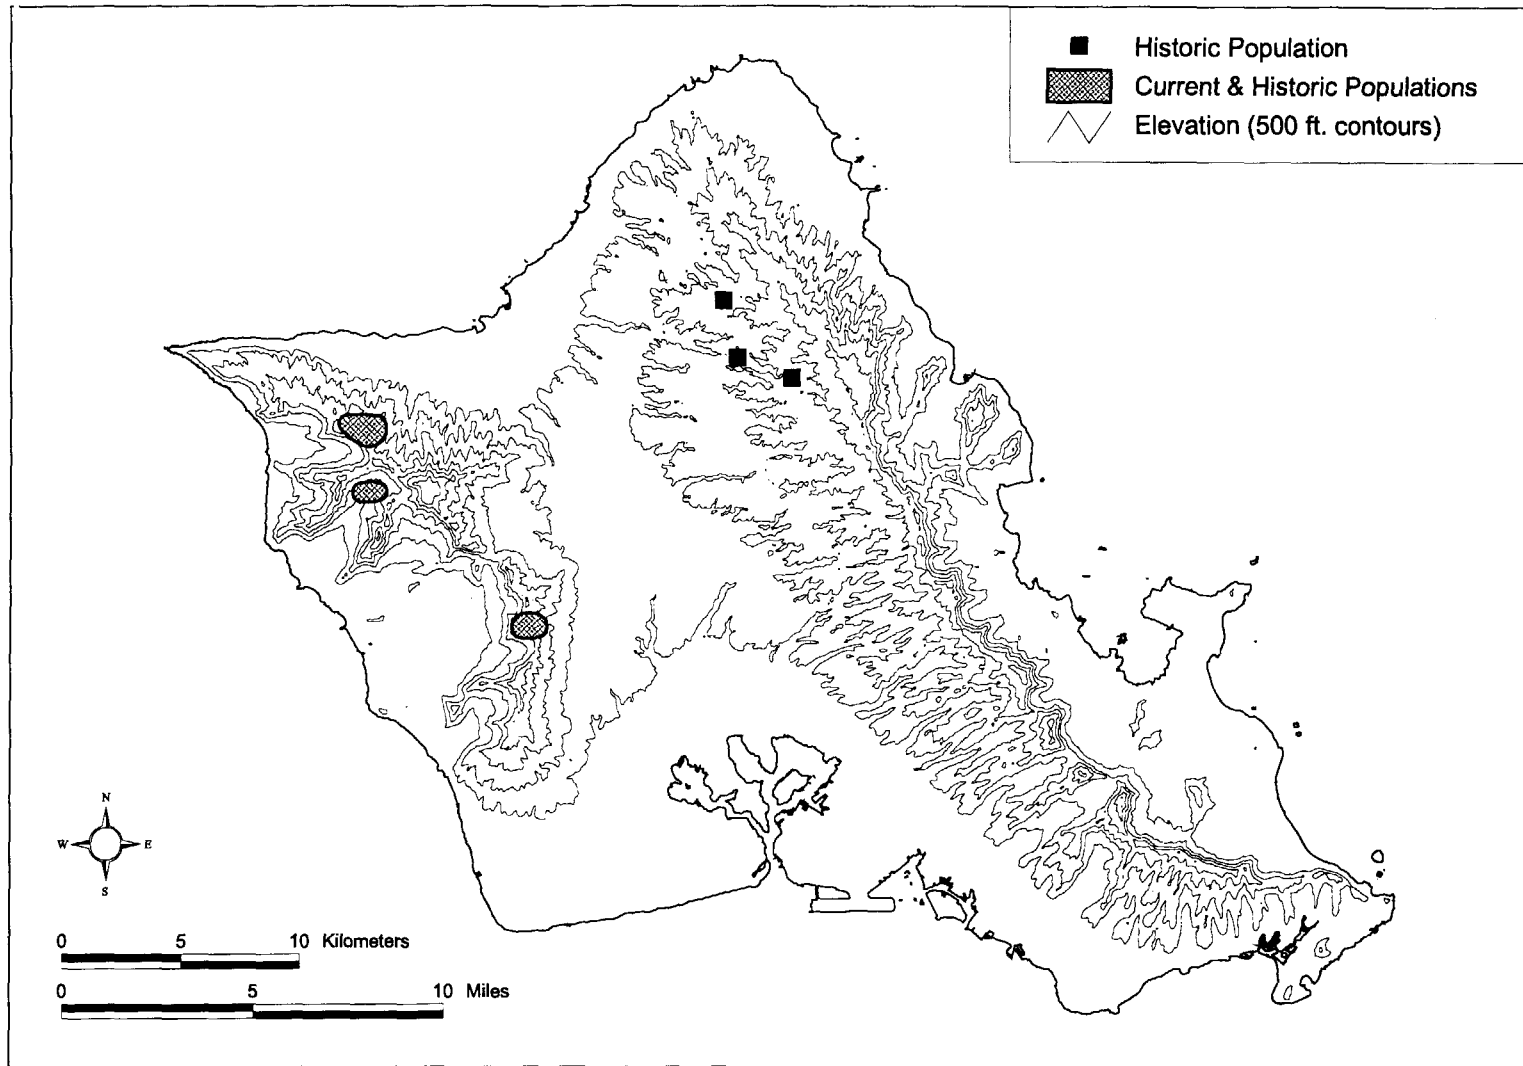 Historic Population
Current & Historic Populations
Elevation (500 ft. contours)
N
W E
S
0 5 10 Kilometers
0 5 10 Miles